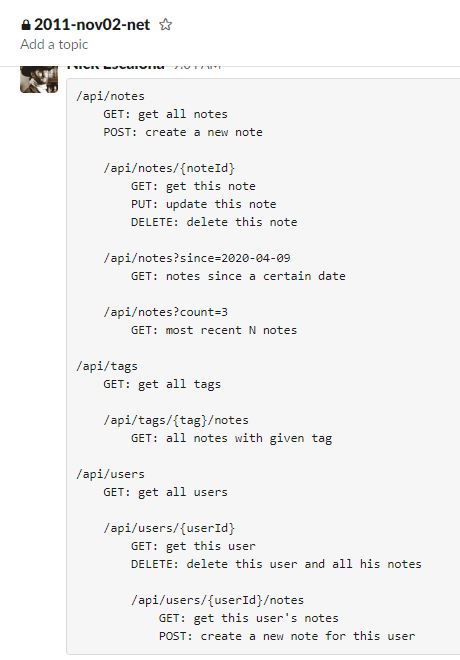 2011-nov02-net
Add a topic
Nick Escalona
/api/notes
GET: get all notes
POST: create a new note
/api/notes/{noteId}
GET: get this note
PUT: update this note
DELETE: delete this note
/api/notes?since=2020-04-09
GET: notes since a certain date
/api/notes?count=3
GET: most recent N notes
/api/tags
GET: get all tags
/api/tags/{tag}/notes
GET: all notes with given tag
/api/users
GET: get all users
/api/users/{userId}
GET: get this user
DELETE: delete this user and all his notes
/api/users/{userId}/notes
GET: get this user's notes
POST: create a new note for this user